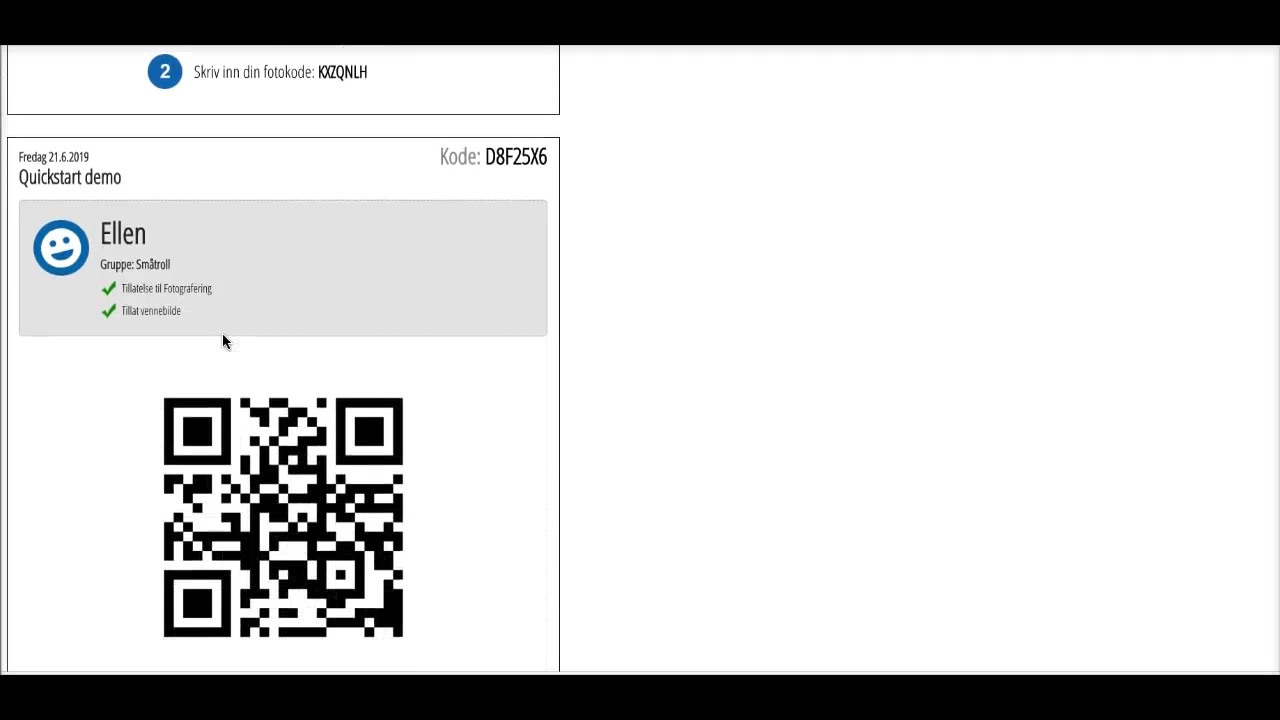 2 Skriv inn din fotokode: KXZQNLH
Fredag 21.6.2019
Kode: D8F25X6
Quickstart demo
Ellen
Gruppe: Småtroll
Tillatelse til Fotografering
Tillat vennebilde